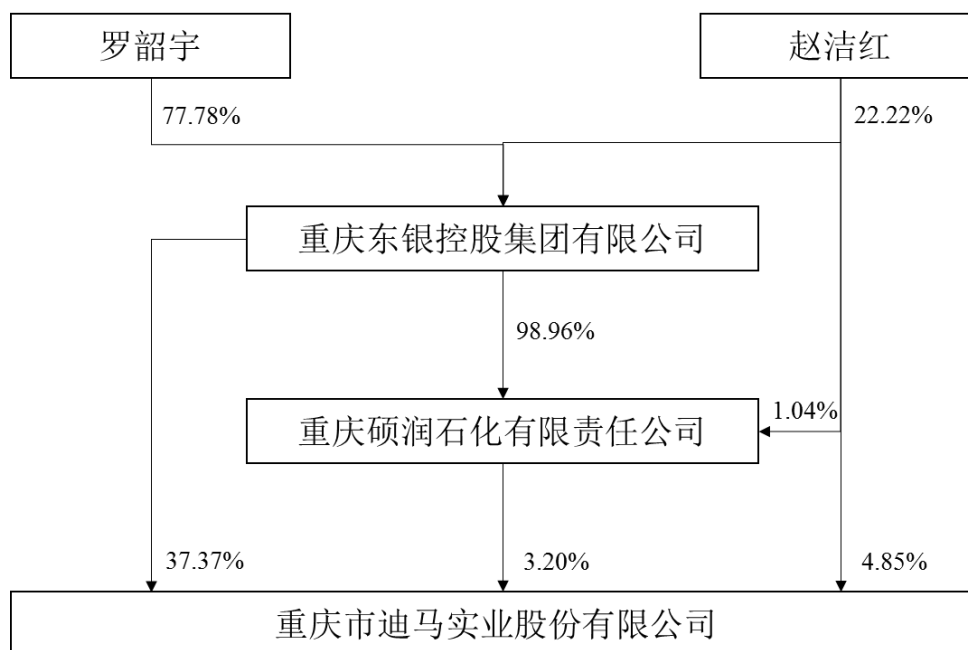 罗韶宇
赵洁红
77.78%
22.22%
重庆东银控股集团有限公司
98.96%
重庆硕润石化有限责任公司
1.04%
37.37%
3.20%
4.85%
重庆市迪马实业股份有限公司